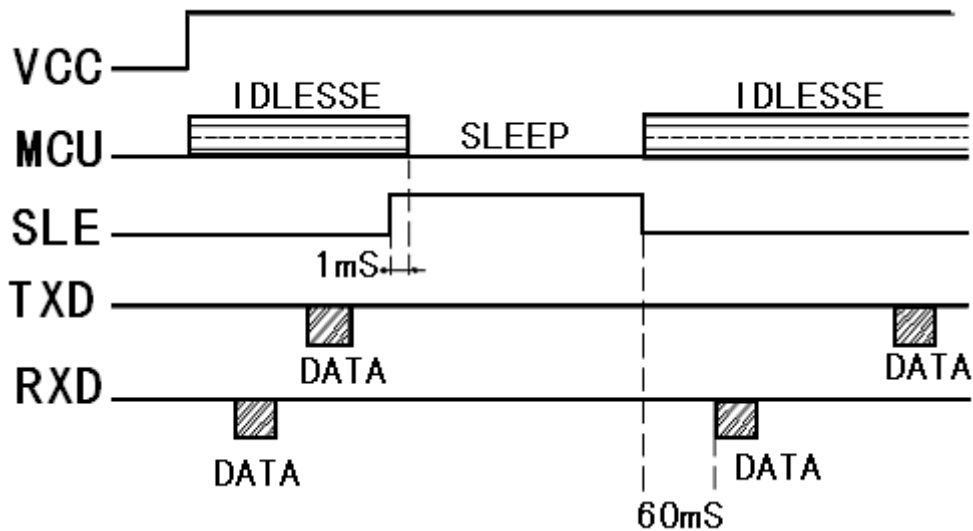 VCC
IDLESSE IDLESSE
MCU SLEEP
SLE
1mS
TXD
DATA DATA
RXD
DATA DATA
60mS